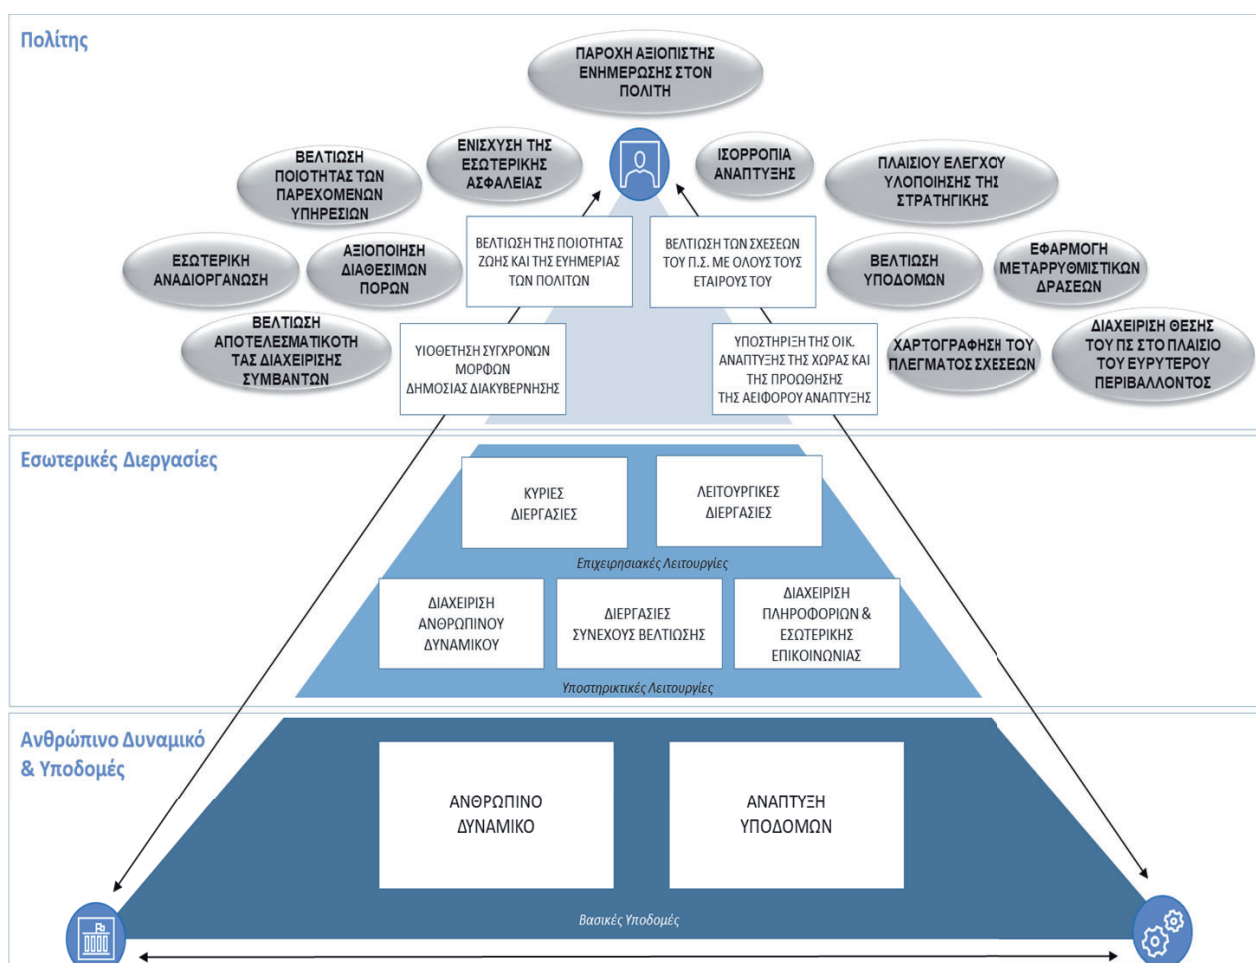 Πολίτης
ΠΑΡΟΧΗ ΑΞΙΟΠΙΣΤΗΣ
ΕΝΗΜΕΡΩΣΗΣ ΣΤΟΝ
ΠΟΛΙΤΗ
ΒΕΛΤΙΩΣΗ
ΠΟΙΟΤΗΤΑΣ ΤΩΝ
ΠΑΡΕΧΟΜΕΝΩΝ
ΥΠΗΡΕΣΙΩΝ
ΕΝΙΣΧΥΣΗ ΤΗΣ
ΕΣΩΤΕΡΙΚΗΣ
ΑΣΦΑΛΕΙΑΣ
ΙΣΟΡΡΟΠΙΑ
ΑΝΑΠΤΥΞΗΣ
ΠΛΑΙΣΙΟΥ ΕΛΕΓΧΟΥ
ΥΛΟΠΟΙΗΣΗΣ ΤΗΣ
ΣΤΡΑΤΗΓΙΚΗΣ
ΕΣΩΤΕΡΙΚΗ
ΑΝΑΔΙΟΡΓΑΝΩΣΗ
ΑΞΙΟΠΟΙΗΣΗ
ΔΙΑΘΕΣΙΜΩΝ
ΠΟΡΩΝ
ΒΕΛΤΙΩΣΗ ΤΗΣ ΠΟΙΟΤΗΤΑΣ
ΖΩΗΣ ΚΑΙ ΤΗΣ ΕΥΗΜΕΡΙΑΣ
ΤΩΝ ΠΟΛΙΤΩΝ
ΒΕΛΤΙΩΣΗ ΤΩΝ ΣΧΕΣΕΩΝ
ΤΟΥ Π.Σ. ΜΕ ΟΛΟΥΣ ΤΟΥΣ
ΕΤΑΙΡΟΥΣ ΤΟΥ
ΒΕΛΤΙΩΣΗ
ΥΠΟΔΟΜΩΝ
ΕΦΑΡΜΟΓΗ
ΜΕΤΑΡΡΥΘΜΙΣΤΙΚΩΝ
ΔΡΑΣΕΩΝ
ΒΕΛΤΙΩΣΗ
ΑΠΟΤΕΛΕΣΜΑΤΙΚΟΤΗ
ΤΑΣ ΔΙΑΧΕΙΡΙΣΗΣ
ΣΥΜΒΑΝΤΩΝ
ΥΙΟΘΕΤΗΣΗ ΣΥΓΧΡΟΝΩΝ
ΜΟΡΦΩΝ
ΔΗΜΟΣΙΑΣ ΔΙΑΚΥΒΕΡΝΗΣΗΣ
ΥΠΟΣΤΗΡΙΞΗ ΤΗΣ ΟΙΚ.
ΑΝΑΠΤΥΞΗΣ ΤΗΣ ΧΩΡΑΣ ΚΑΙ
ΤΗΣ ΠΡΟΩΘΗΣΗΣ
ΤΗΣ ΑΕΙΦΟΡΟΥ ΑΝΑΠΤΥΞΗΣ
ΧΑΡΤΟΓΡΑΦΗΣΗ ΤΟΥ
ΠΛΕΓΜΑΤΟΣ ΣΧΕΣΕΩΝ
ΔΙΑΧΕΙΡΙΣΗ ΘΕΣΗΣ
ΤΟΥ ΠΣ ΣΤΟ ΠΛΑΙΣΙΟ
ΤΟΥ ΕΥΡΥΤΕΡΟΥ
ΠΕΡΙΒΑΛΛΟΝΤΟΣ
Εσωτερικές Διεργασίες
ΚΥΡΙΕΣ
ΔΙΕΡΓΑΣΙΕΣ
ΛΕΙΤΟΥΡΓΙΚΕΣ
ΔΙΕΡΓΑΣΙΕΣ
Επιχειρησιακές Λειτουργίες
ΔΙΑΧΕΙΡΙΣΗ
ΑΝΘΡΩΠΙΝΟΥ
ΔΥΝΑΜΙΚΟΥ
ΔΙΕΡΓΑΣΙΕΣ
ΣΥΝΕΧΟΥΣ ΒΕΛΤΙΩΣΗΣ
ΔΙΑΧΕΙΡΙΣΗ
ΠΛΗΡΟΦΟΡΙΩΝ &
ΕΣΩΤΕΡΙΚΗΣ
ΕΠΙΚΟΙΝΩΝΙΑΣ
Υποστηρικτικές Λειτουργίες
Ανθρώπινο Δυναμικό
& Υποδομές
ΑΝΘΡΩΠΙΝΟ
ΔΥΝΑΜΙΚΟ
ΑΝΑΠΤΥΞΗ
ΥΠΟΔΟΜΩΝ
Βασικές Υποδομές